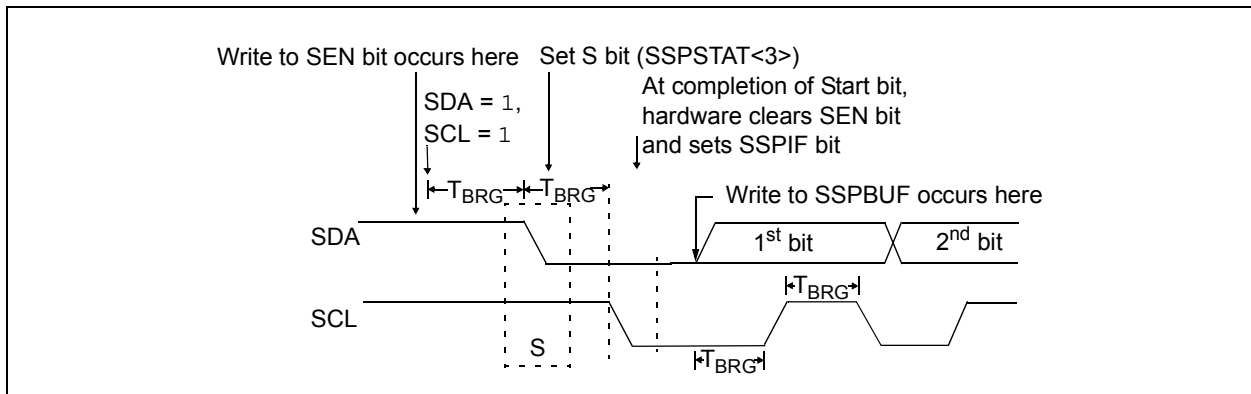 Write to SEN bit occurs here
Set S bit (SSPSTAT<3>)
At completion of Start bit,
hardware clears SEN bit
and sets SSPIF bit
SDA = 1,
SCL = 1
TBRG
TBRG
Write to SSPBUF occurs here
SDA
1st bit
2nd bit
TBRG
SCL
S
TBRG